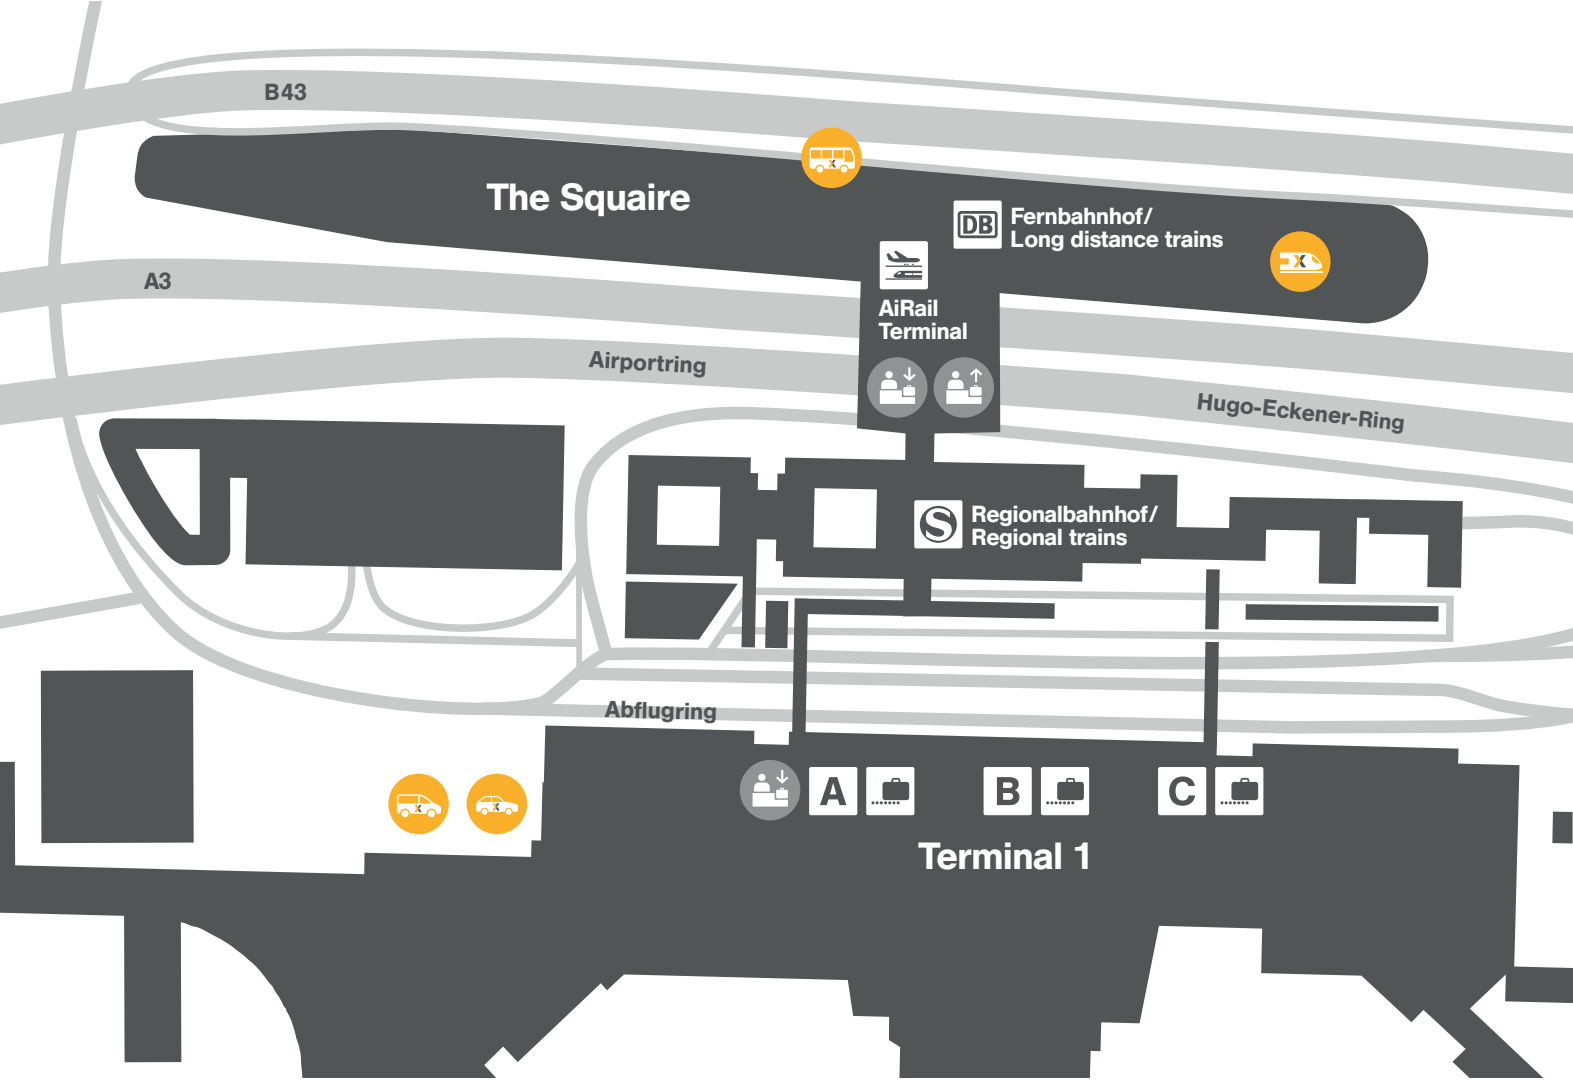 B43
The Squaire
X
DB
Fernbahnhof/
Long distance trains
X
A3
AiRail
Terminal
Airportring
Hugo-Eckener-Ring
S
Regionalbahnhof/
Regional trains
Abflugring
X
X
A
B
C
Terminal 1